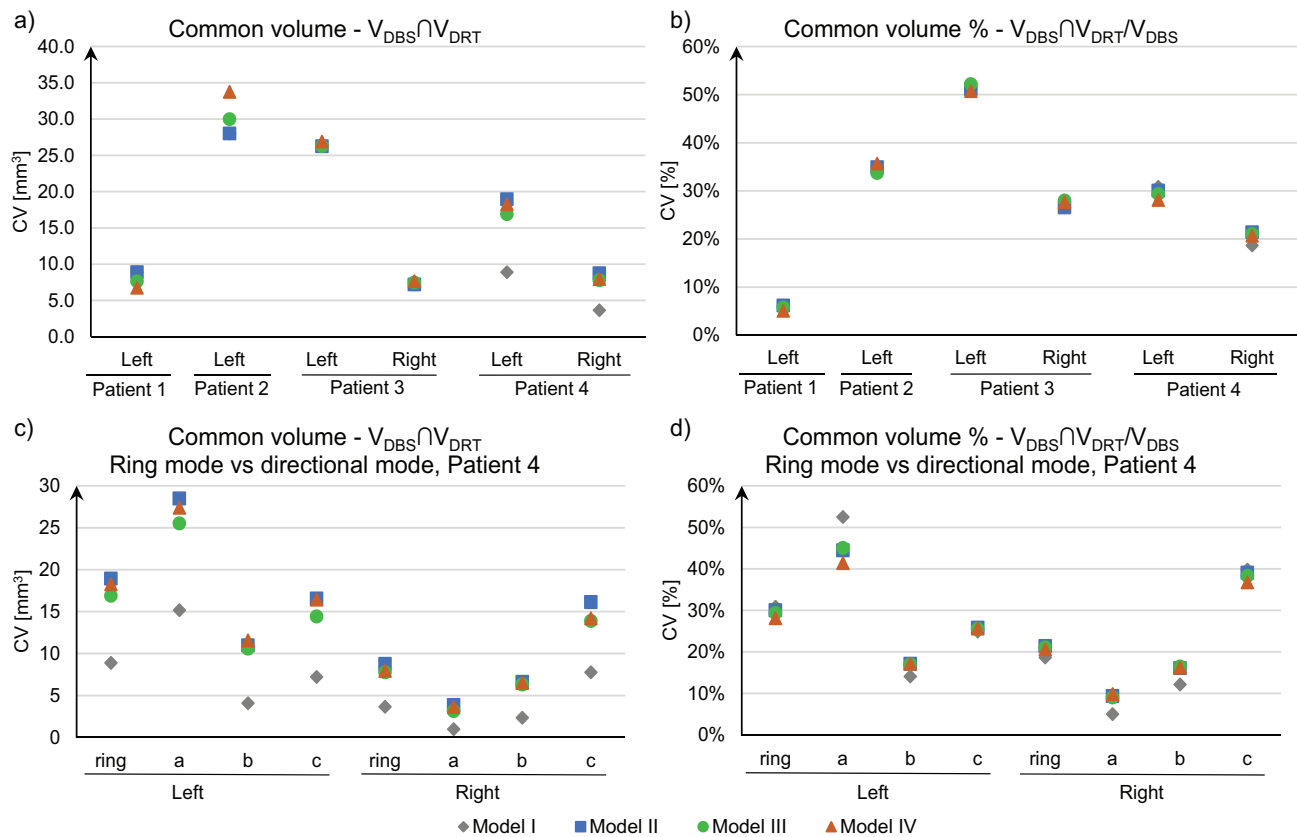 a)
Common volume - V_DBS∩V_DRT
40.0
35.0
30.0
25.0
20.0
15.0
10.0
5.0
0.0
CV [mm³]
Left Left Left Right Left Right
Patient 1 Patient 2 Patient 3 Patient 4
b)
Common volume % - V_DBS∩V_DRT/V_DBS
60%
50%
40%
30%
20%
10%
0%
CV [%]
Left Left Left Right Left Right
Patient 1 Patient 2 Patient 3 Patient 4
c)
Common volume - V_DBS∩V_DRT
Ring mode vs directional mode, Patient 4
30
25
20
15
10
5
0
CV [mm³]
ring a b c ring a b c
Left Right
d)
Common volume % - V_DBS∩V_DRT/V_DBS
Ring mode vs directional mode, Patient 4
60%
50%
40%
30%
20%
10%
0%
CV [%]
ring a b c ring a b c
Left Right
Model I Model II Model III Model IV